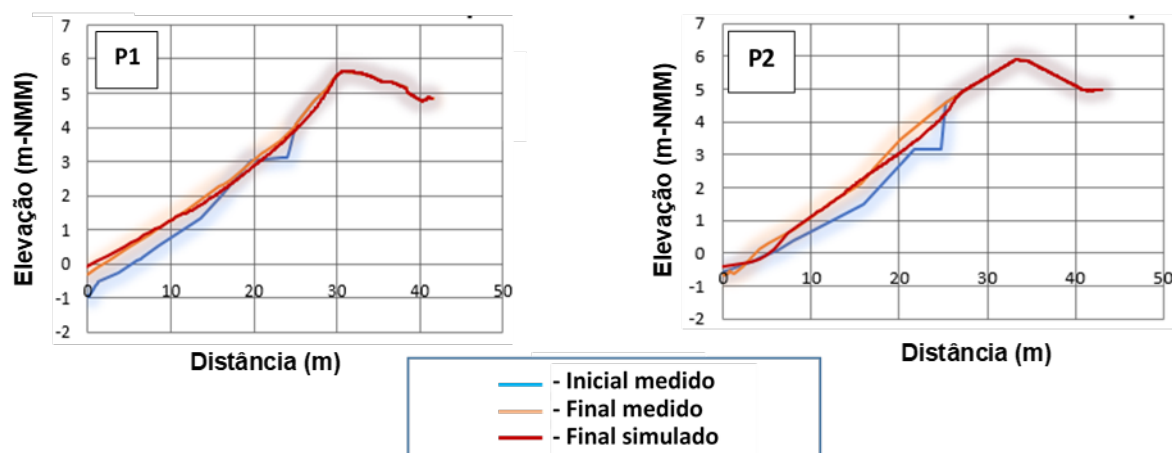 P1
Elevação (m-NMM)
7
6
5
4
3
2
1
0
-1
-2
0 10 20 30 40 50
Distância (m)
P2
Elevação (m-NMM)
7
6
5
4
3
2
1
0
-1
-2
0 10 20 30 40 50
Distância (m)
- Inicial medido
- Final medido
- Final simulado